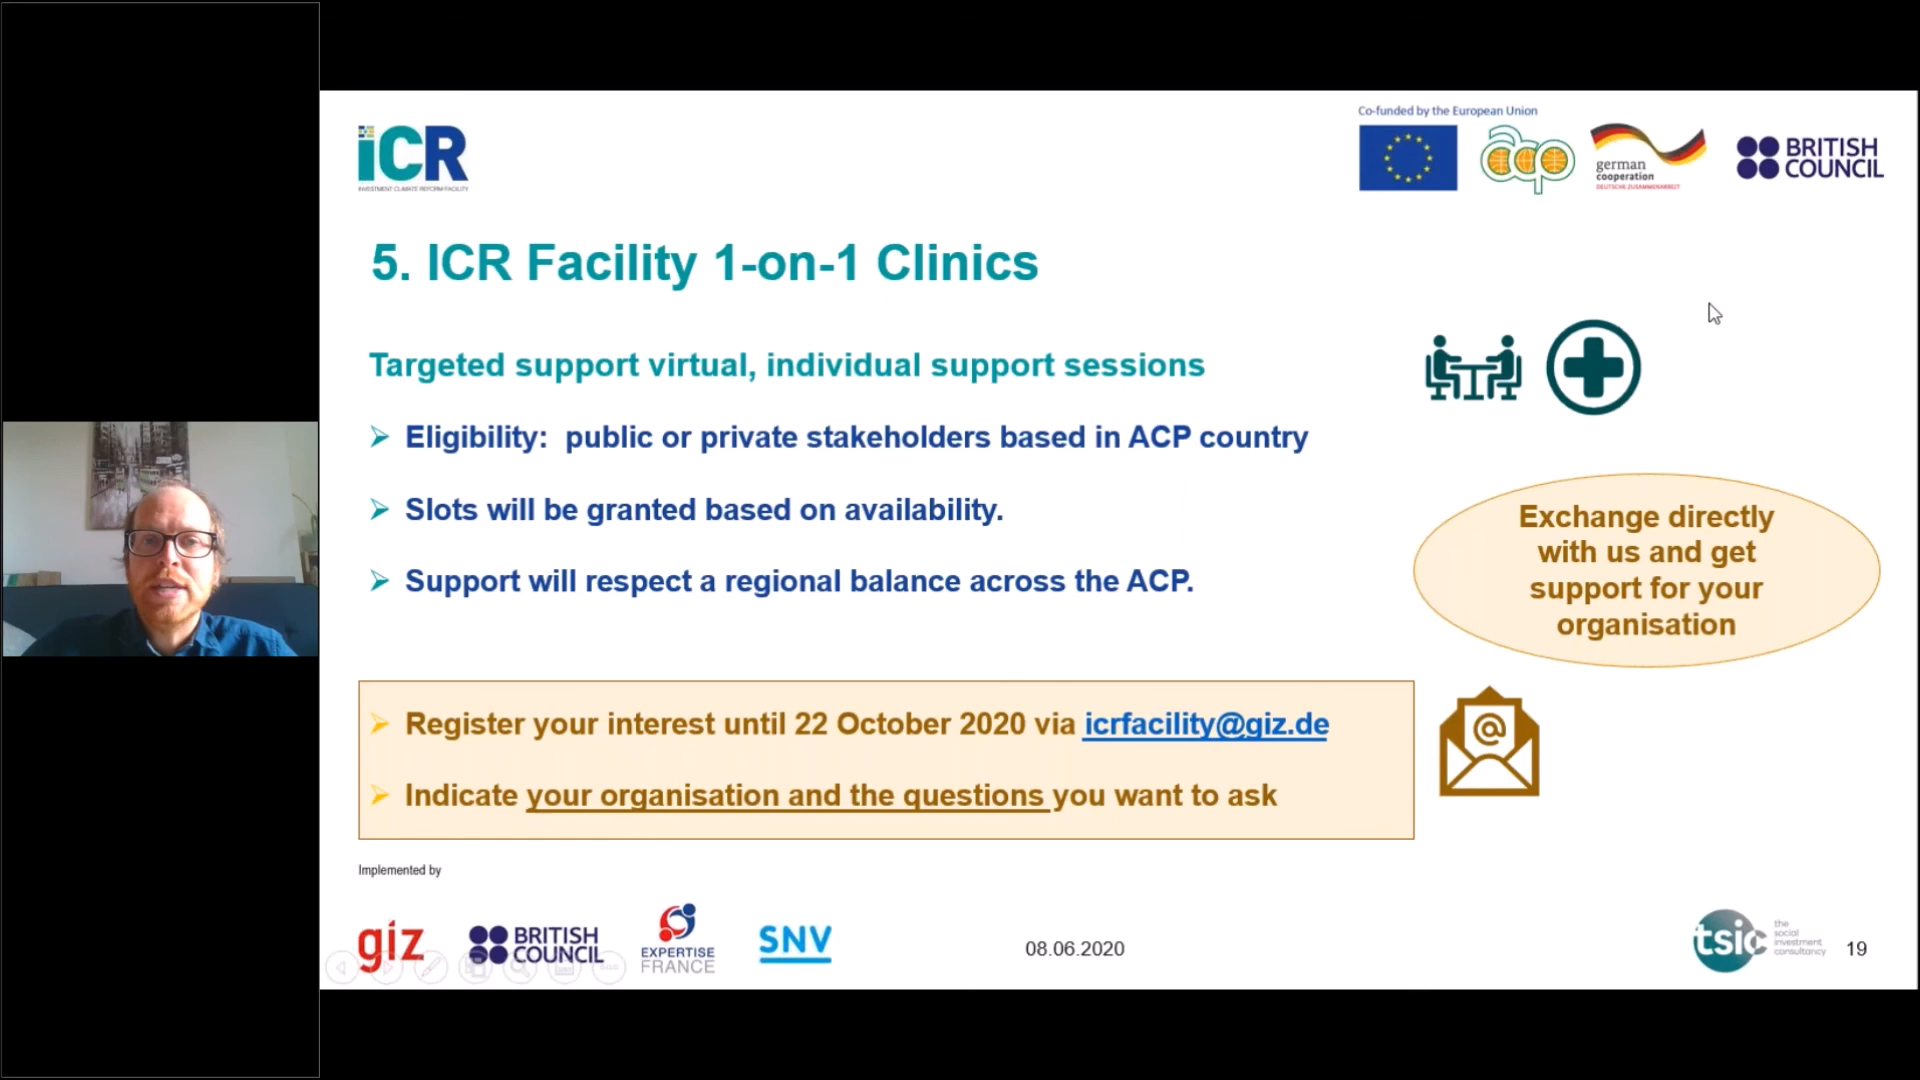 Co-funded by the European Union
iCR
INVESTMENT CLIMATE REFORM FACILITY
acp
german
cooperation
DEUTSCHE ZUSAMMENARBEIT
BRITISH
COUNCIL
5. ICR Facility 1-on-1 Clinics
Targeted support virtual, individual support sessions
Eligibility:  public or private stakeholders based in ACP country
Slots will be granted based on availability.
Support will respect a regional balance across the ACP.
Exchange directly
with us and get
support for your
organisation
Register your interest until 22 October 2020 via icrfacility@giz.de
Indicate your organisation and the questions you want to ask
@
Implemented by
giz
BRITISH
COUNCIL
EXPERTISE
FRANCE
SNV
08.06.2020
tsic
the
social
investment
consultancy
19